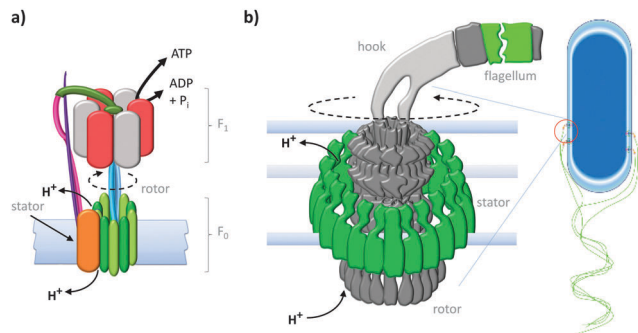 a)
ATP
ADP
+ Pi
F1
rotor
H+
stator
F0
H+
b)
hook
flagellum
H+
stator
H+
rotor